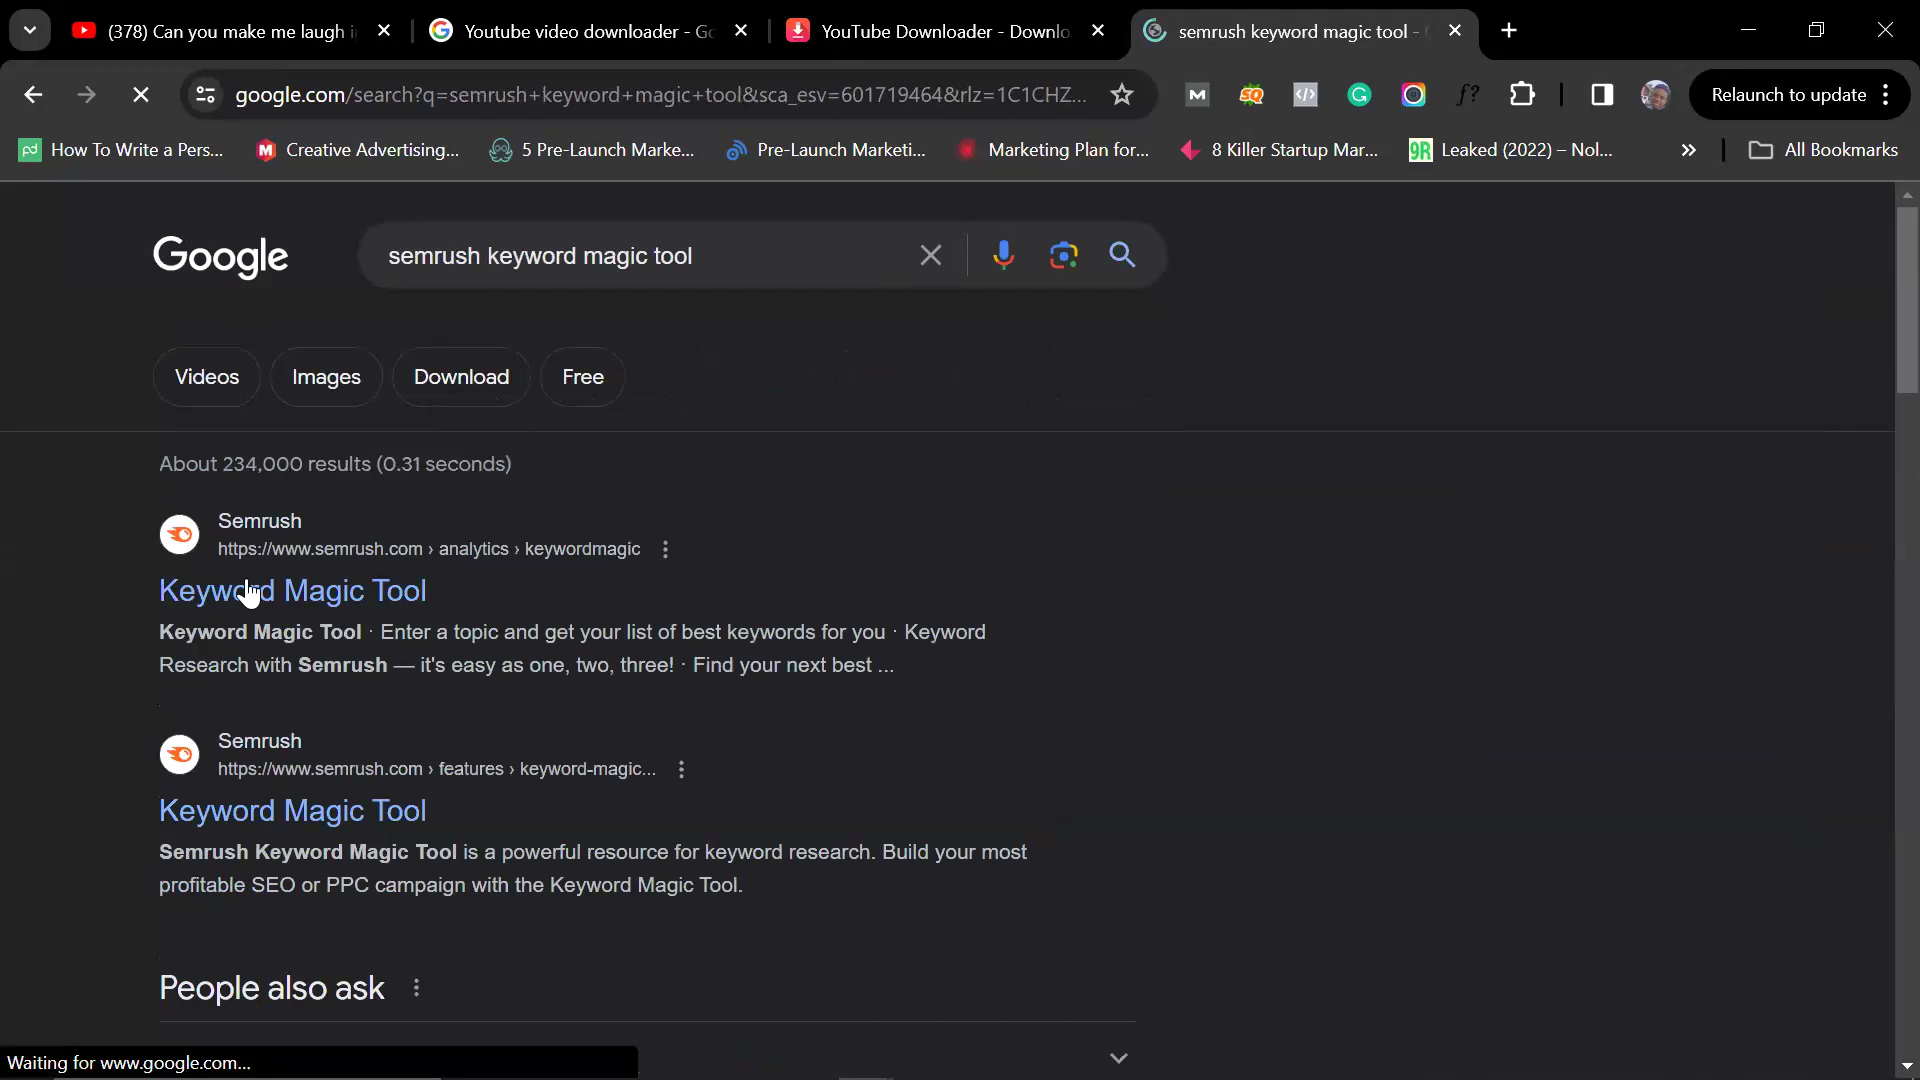 (378) Can you make me laugh i
Youtube video downloader - Go
YouTube Downloader - Downlo
semrush keyword magic tool -
google.com/search?q=semrush+keyword+magic+tool&sca_esv=601719464&rlz=1C1CHZ...
Relaunch to update
How To Write a Pers...
Creative Advertising...
5 Pre-Launch Marke...
Pre-Launch Marketi...
Marketing Plan for...
8 Killer Startup Mar...
Leaked (2022) – Nol...
All Bookmarks
Google
semrush keyword magic tool
Videos
Images
Download
Free
About 234,000 results (0.31 seconds)
Semrush
https://www.semrush.com › analytics › keywordmagic
Keyword Magic Tool
Keyword Magic Tool · Enter a topic and get your list of best keywords for you · Keyword
Research with Semrush — it's easy as one, two, three! · Find your next best ...
Semrush
https://www.semrush.com › features › keyword-magic...
Keyword Magic Tool
Semrush Keyword Magic Tool is a powerful resource for keyword research. Build your most
profitable SEO or PPC campaign with the Keyword Magic Tool.
People also ask
Waiting for www.google.com...